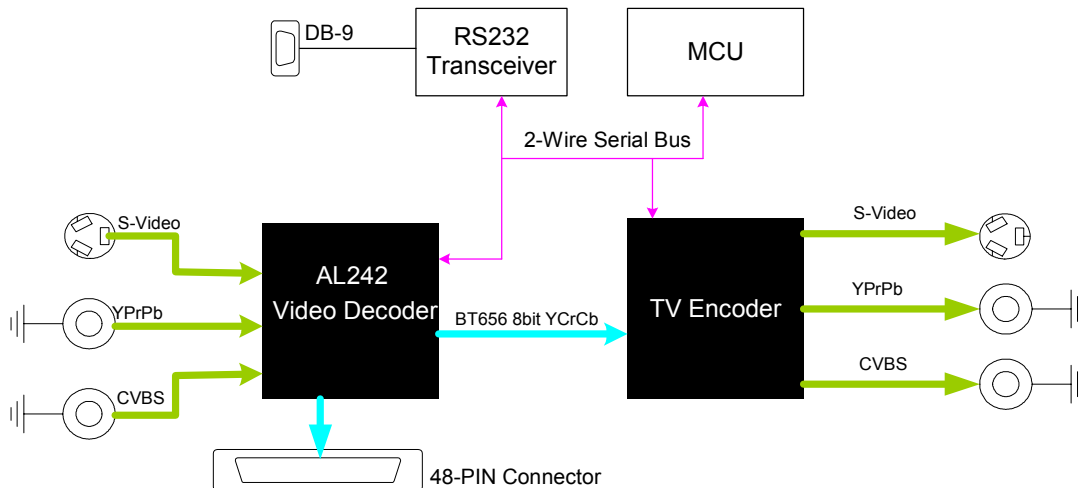 DB-9
RS232
Transceiver
MCU
2-Wire Serial Bus
S-Video
YPrPb
CVBS
AL242
Video Decoder
BT656 8bit YCrCb
TV Encoder
S-Video
YPrPb
CVBS
48-PIN Connector